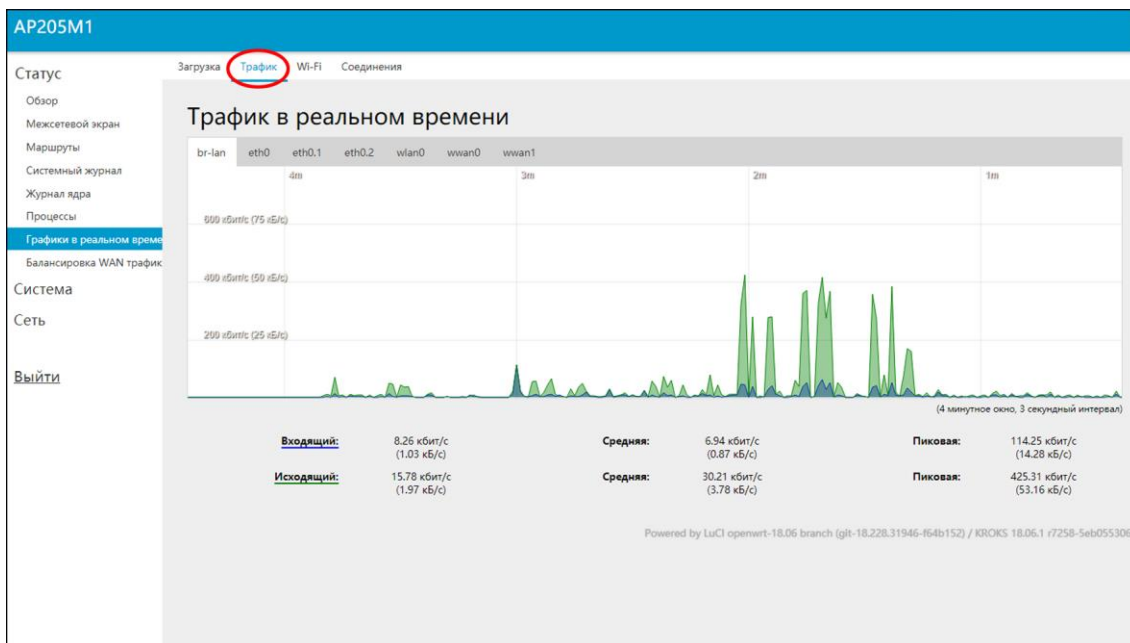 AP205M1
Статус
Обзор
Межсетевой экран
Маршруты
Системный журнал
Журнал ядра
Процессы
Графики в реальном време
Балансировка WAN трафик
Система
Сеть
Выйти
Загрузка Трафик Wi-Fi Соединения
Трафик в реальном времени
br-lan eth0 eth0.1 eth0.2 wlan0 wwan0 wwan1
4m 3m 2m 1m
600 кбит/с (75 кБ/с)
400 кбит/с (50 кБ/с)
200 кбит/с (25 кБ/с)
(4 минутное окно, 3 секундный интервал)
Входящий: 8.26 кбит/с Средняя: 6.94 кбит/с Пиковая: 114.25 кбит/с
(1.03 кБ/с) (0.87 кБ/с) (14.28 кБ/с)
Исходящий: 15.78 кбит/с Средняя: 30.21 кбит/с Пиковая: 425.31 кбит/с
(1.97 кБ/с) (3.78 кБ/с) (53.16 кБ/с)
Powered by LuCI openwrt-18.06 branch (git-18.228.31946-f64b152) / KROKS 18.06.1 r7258-5eb055306